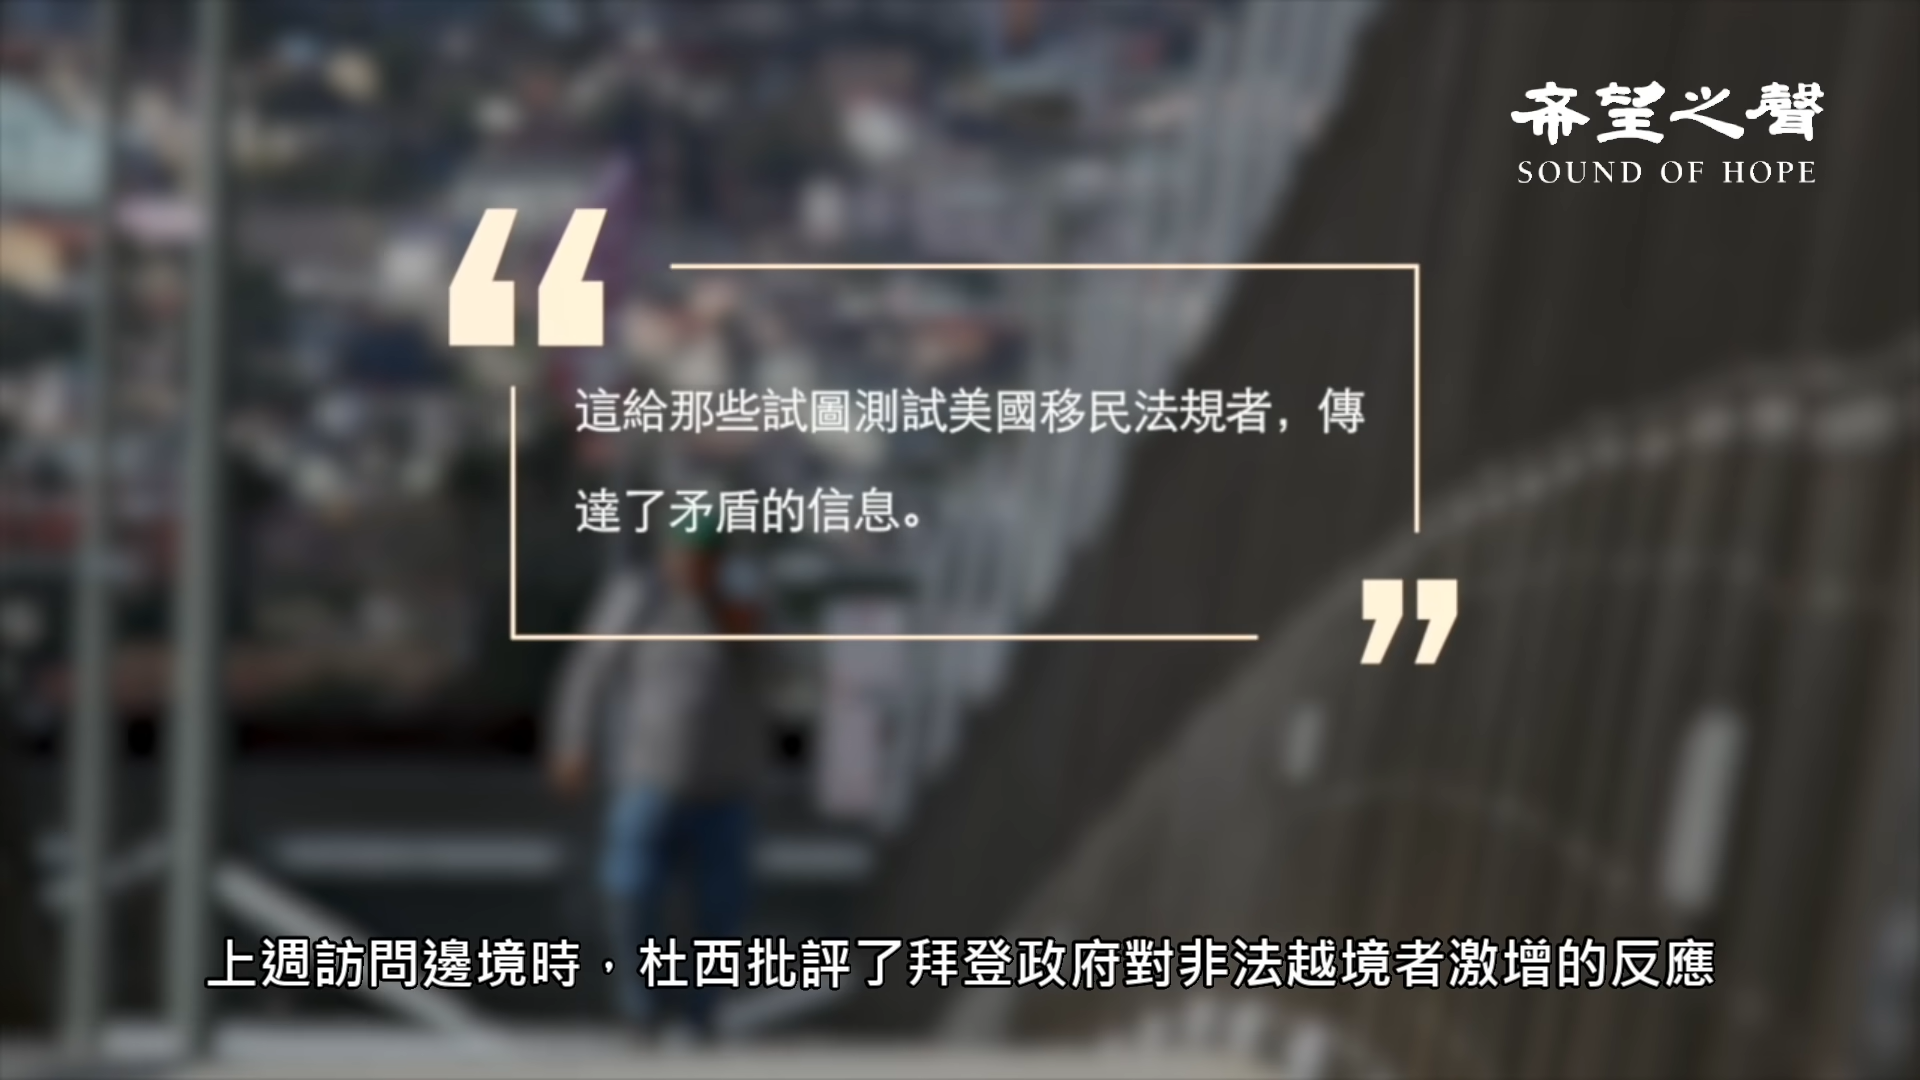 希望之聲
SOUND OF HOPE
這給那些試圖測試美國移民法規者，傳
達了矛盾的信息。
上週訪問邊境時，杜西批評了拜登政府對非法越境者激增的反應